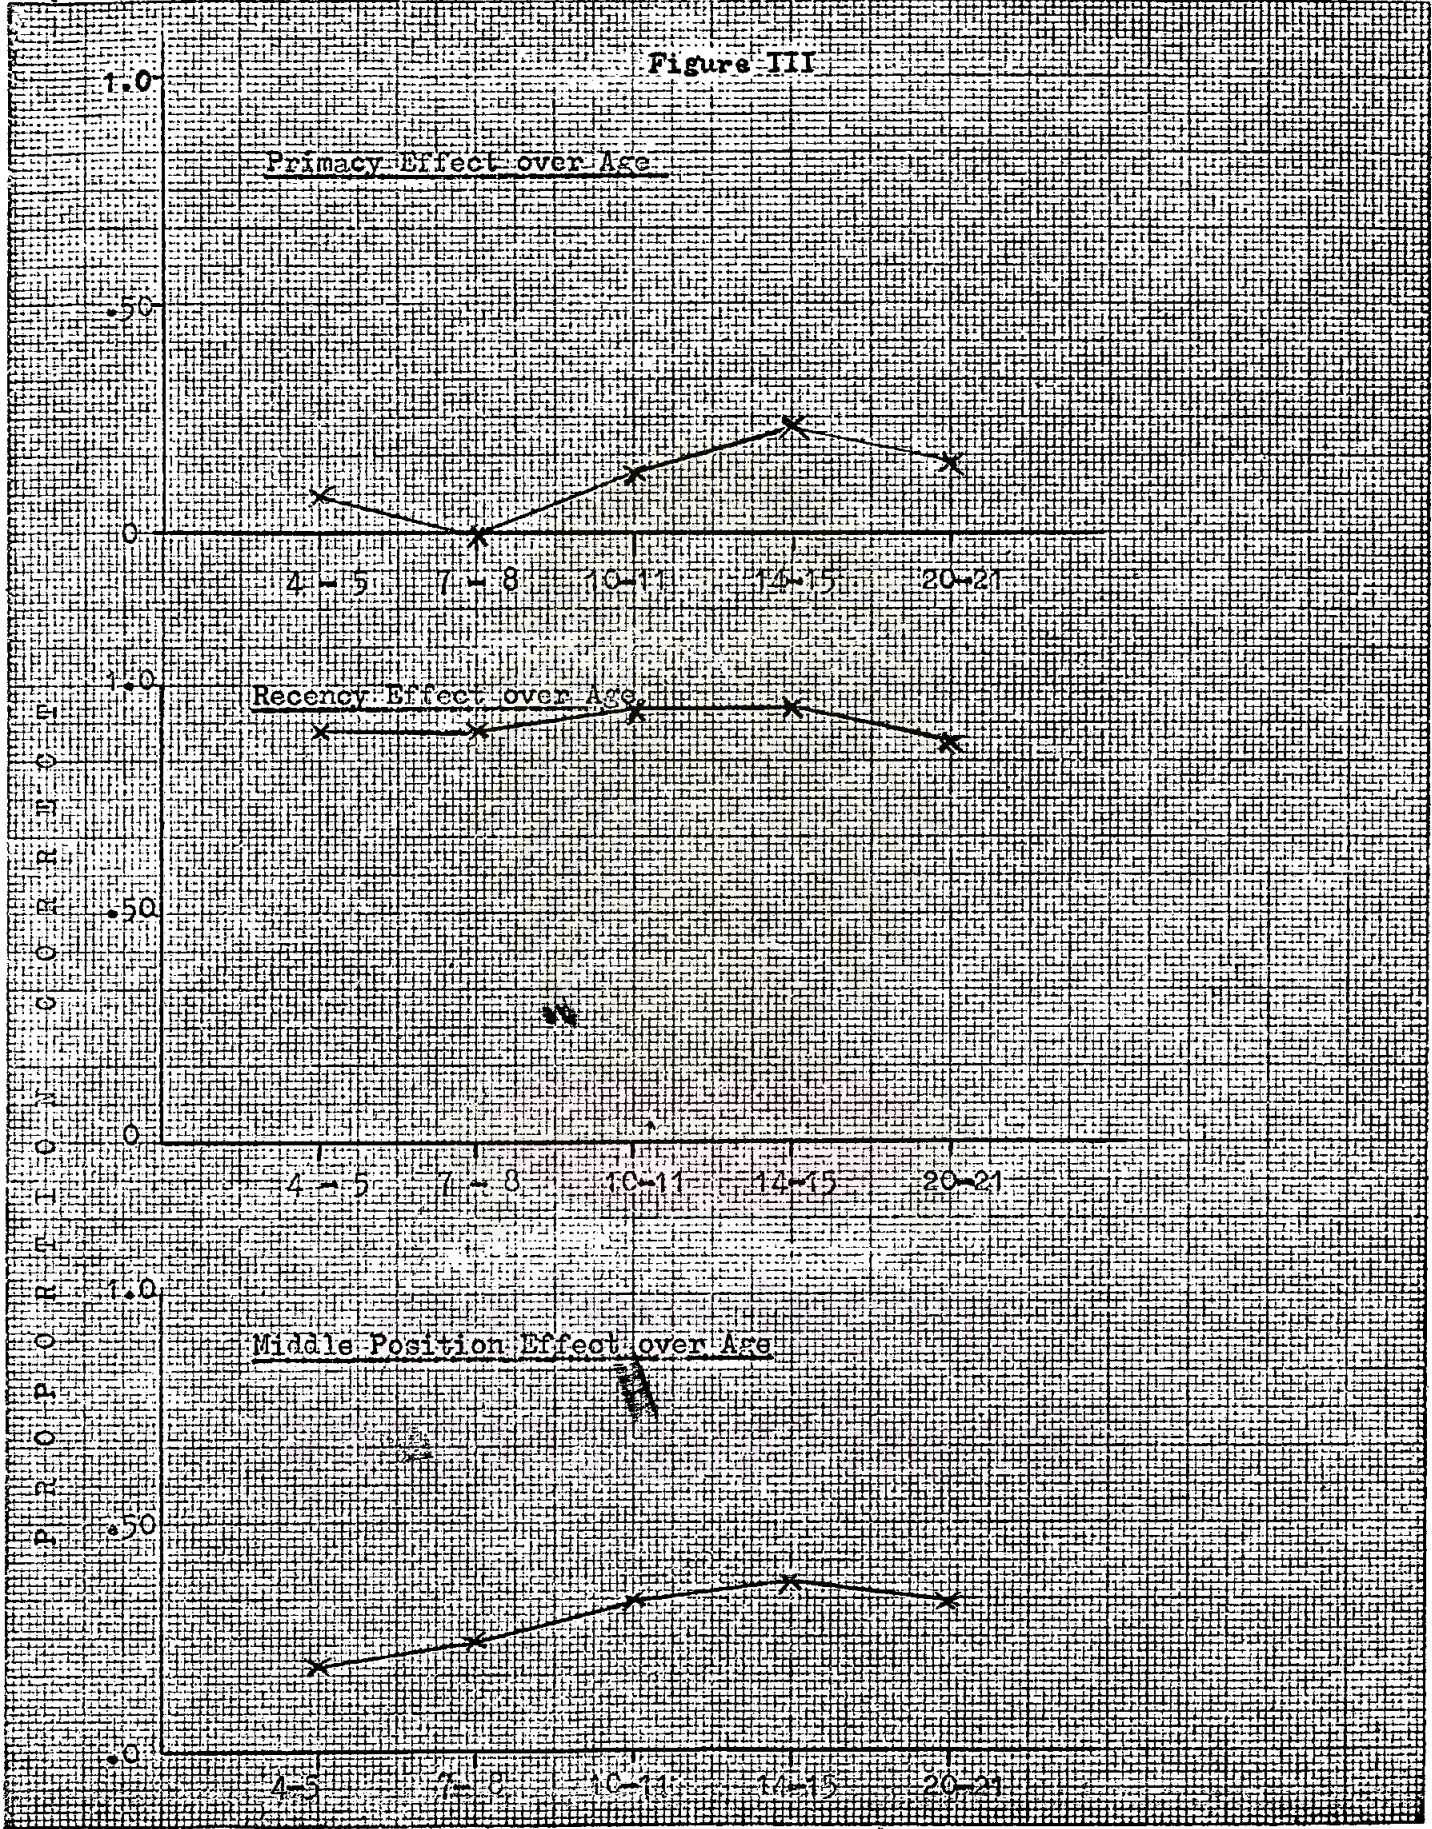 Figure III
1.0
Primacy Effect over Age
.50
0
4 - 5 7 - 8 10-11 14-15 20-21
PROPORTION CORRECT
1.0
Recency Effect over Age
.50
0
4 - 5 7 - 8 10-11 14-15 20-21
1.0
Middle Position Effect over Age
.50
.0
4-5 7- 8 10-11 14-15 20-21